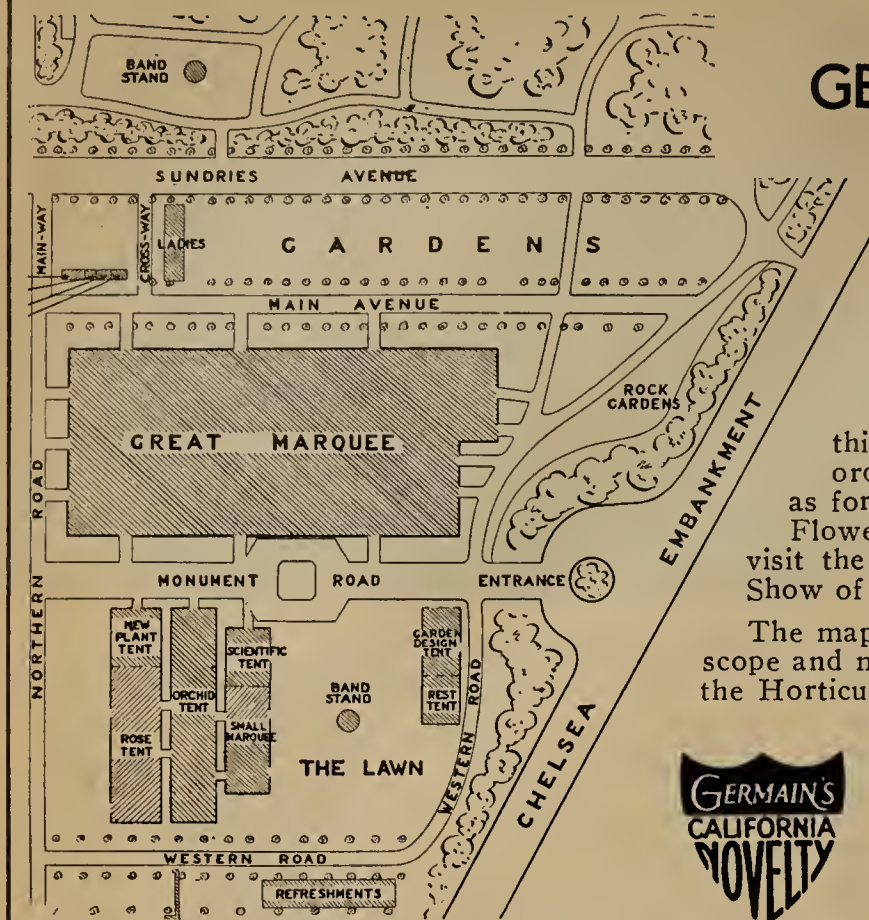 BAND
STAND
SUNDRIES AVENUE
MAIN-WAY
CROSS-WAY
LADIES
GARDENS
MAIN AVENUE
GREAT MARQUEE
ROCK
GARDENS
NORTHERN ROAD
MONUMENT ROAD
ENTRANCE
CHELSEA EMBANKMENT
NEW
PLANT
TENT
ROSE
TENT
ORCHID
TENT
SCIENTIFIC
TENT
SMALL
MARQUEE
BAND
STAND
THE LAWN
GARDEN
DESIGN
TENT
REST
TENT
WESTERN ROAD
WESTERN ROAD
REFRESHMENTS
GE
thi
orc
as for
Flowe
visit the
Show of
The map
scope and m
the Horticu
GERMAIN'S
CALIFORNIA
NOVELTY